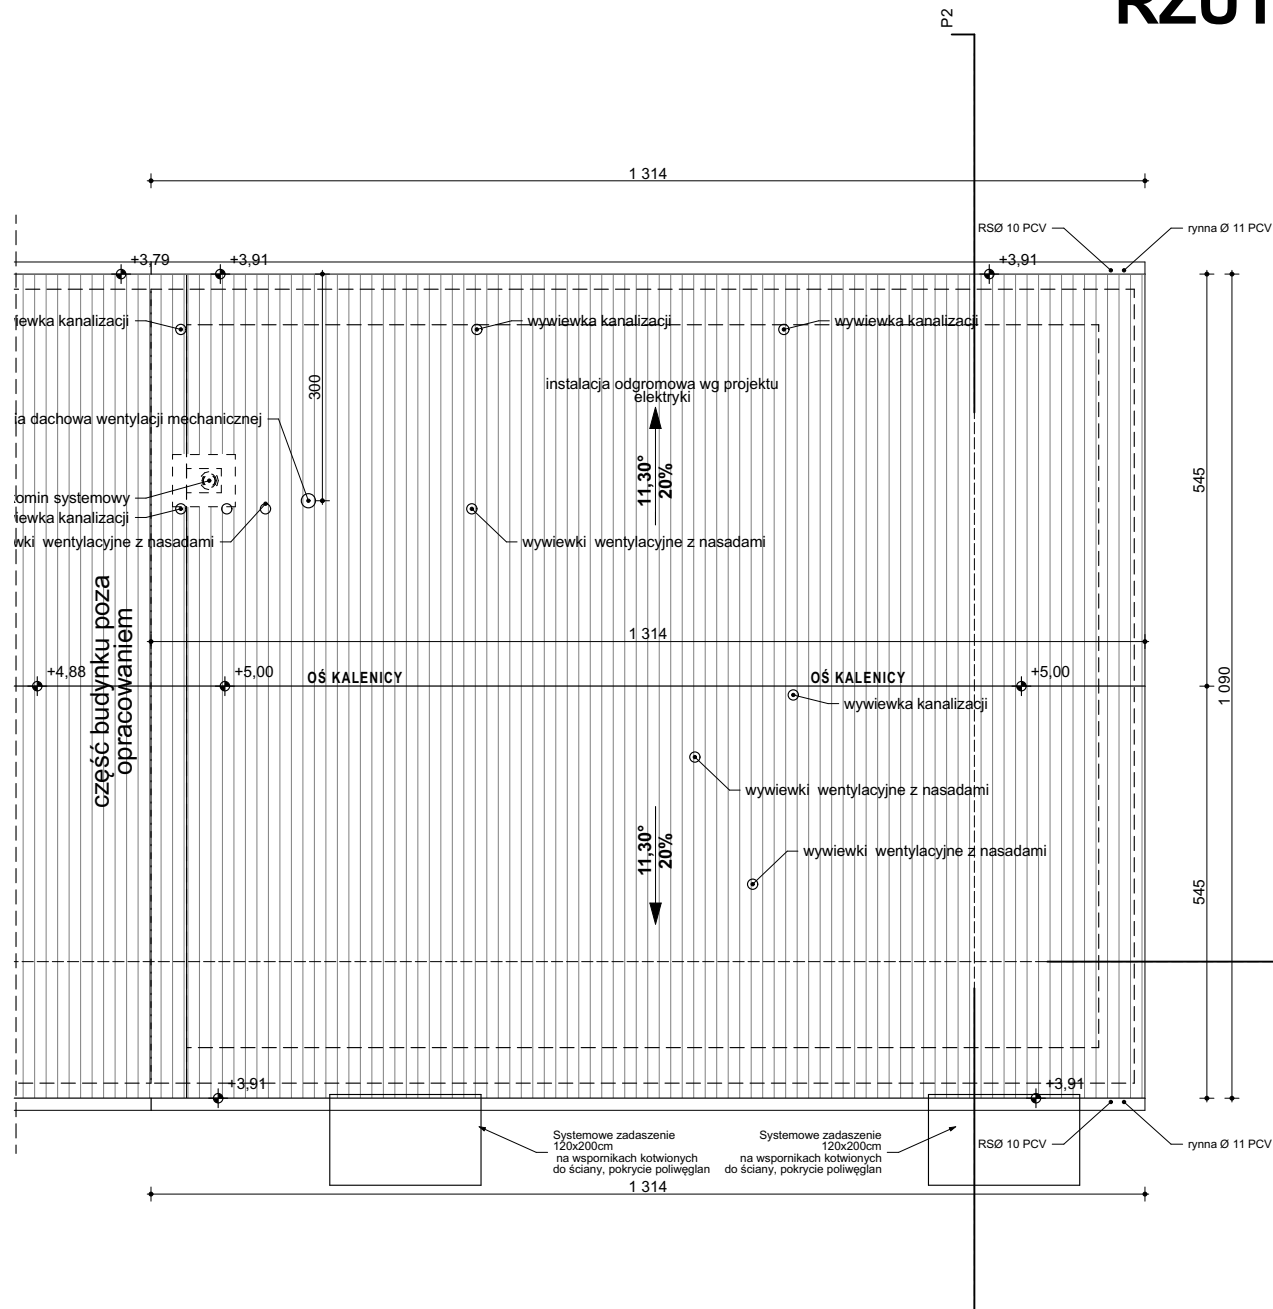 P2
RZUT
1 314
RSØ 10 PCV
rynna Ø 11 PCV
+3,79
+3,91
+3,91
iewka kanalizacji
wywiewka kanalizacji
wywiewka kanalizacji
300
instalacja odgromowa wg projektu
elektryki
ia dachowa wentylacji mechanicznej
11,30°
20%
545
omin systemowy
iewka kanalizacji
wki wentylacyjne z nasadami
wywiewki wentylacyjne z nasadami
część budynku poza
opracowaniem
1 314
+4,88
+5,00
OŚ KALENICY
OŚ KALENICY
+5,00
1 090
wywiewka kanalizacji
wywiewki wentylacyjne z nasadami
11,30°
20%
wywiewki wentylacyjne z nasadami
545
+3,91
+3,91
Systemowe zadaszenie
120x200cm
na wspornikach kotwionych
do ściany, pokrycie poliwęglan
Systemowe zadaszenie
120x200cm
na wspornikach kotwionych
do ściany, pokrycie poliwęglan
RSØ 10 PCV
rynna Ø 11 PCV
1 314